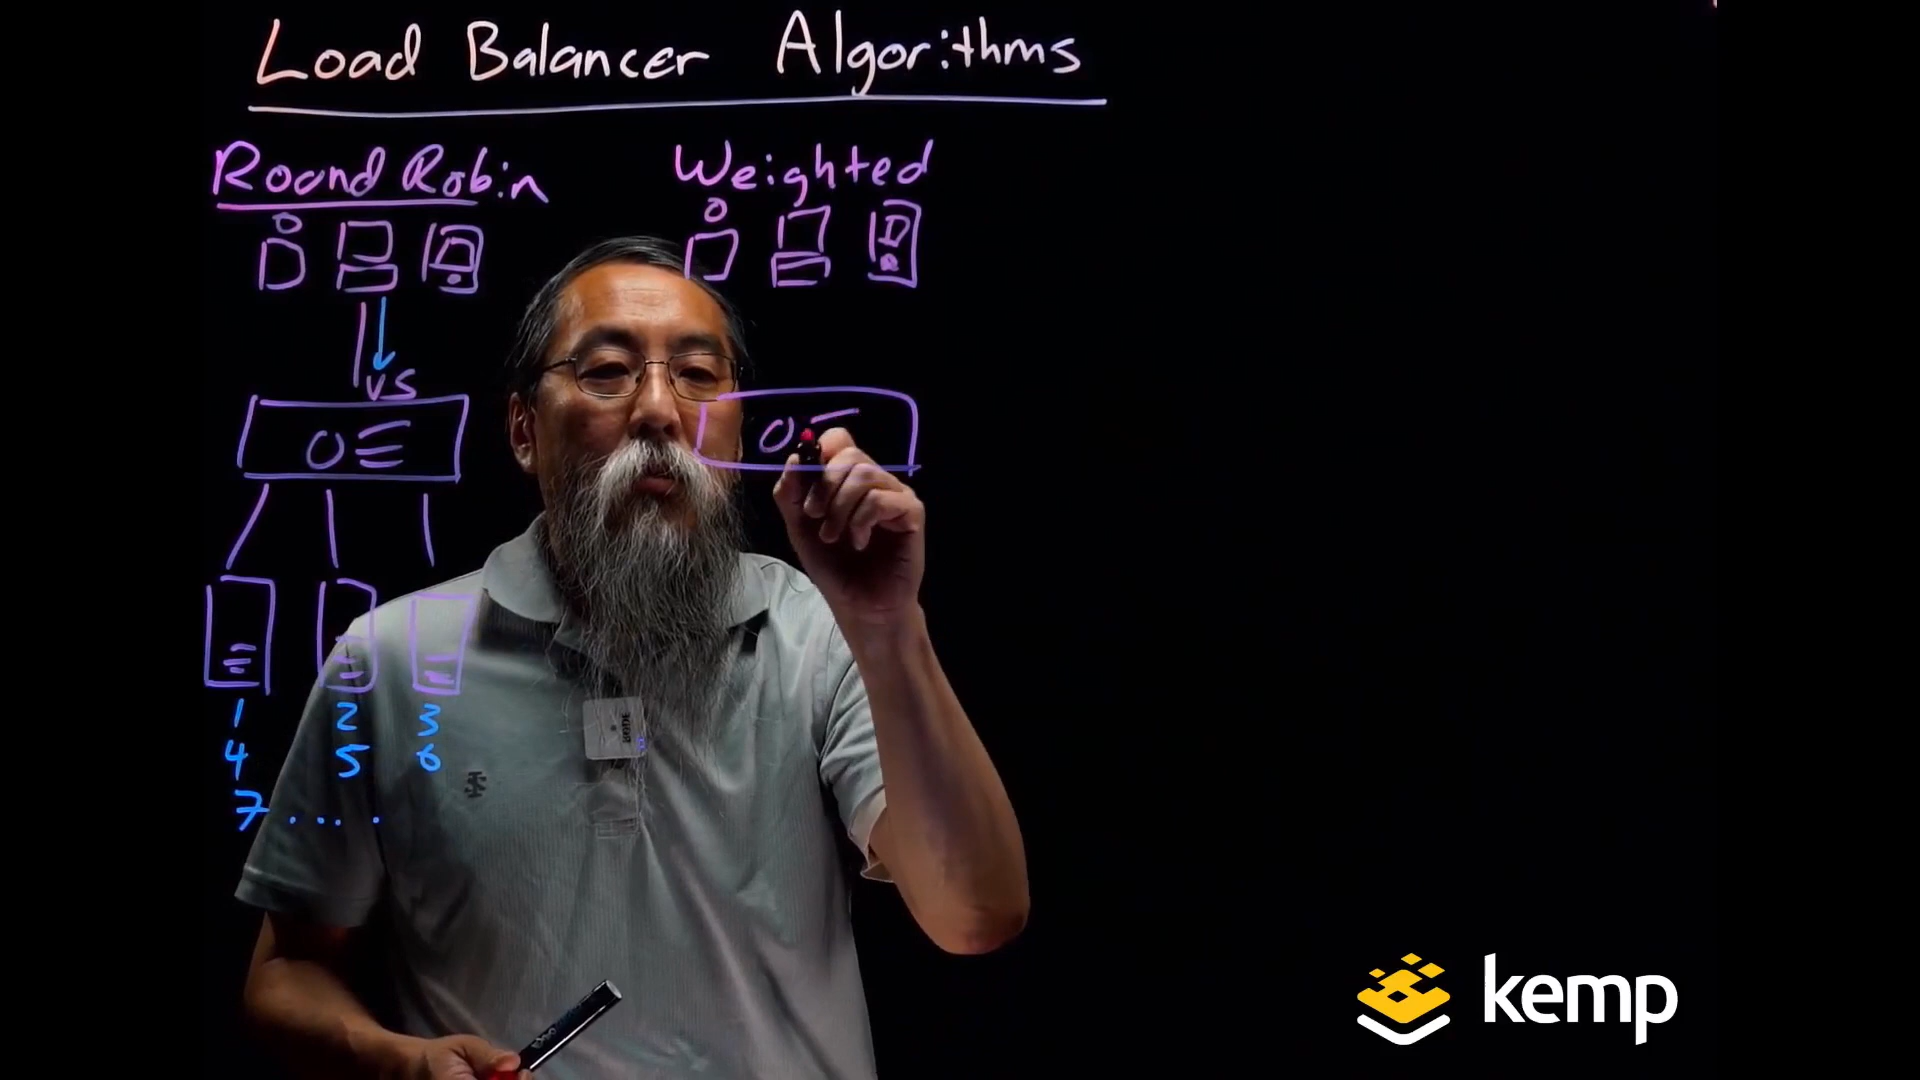 Load Balancer Algorithms
Round Robin
Weighted
VS
1 2 3
4 5 6
7 .....
kemp